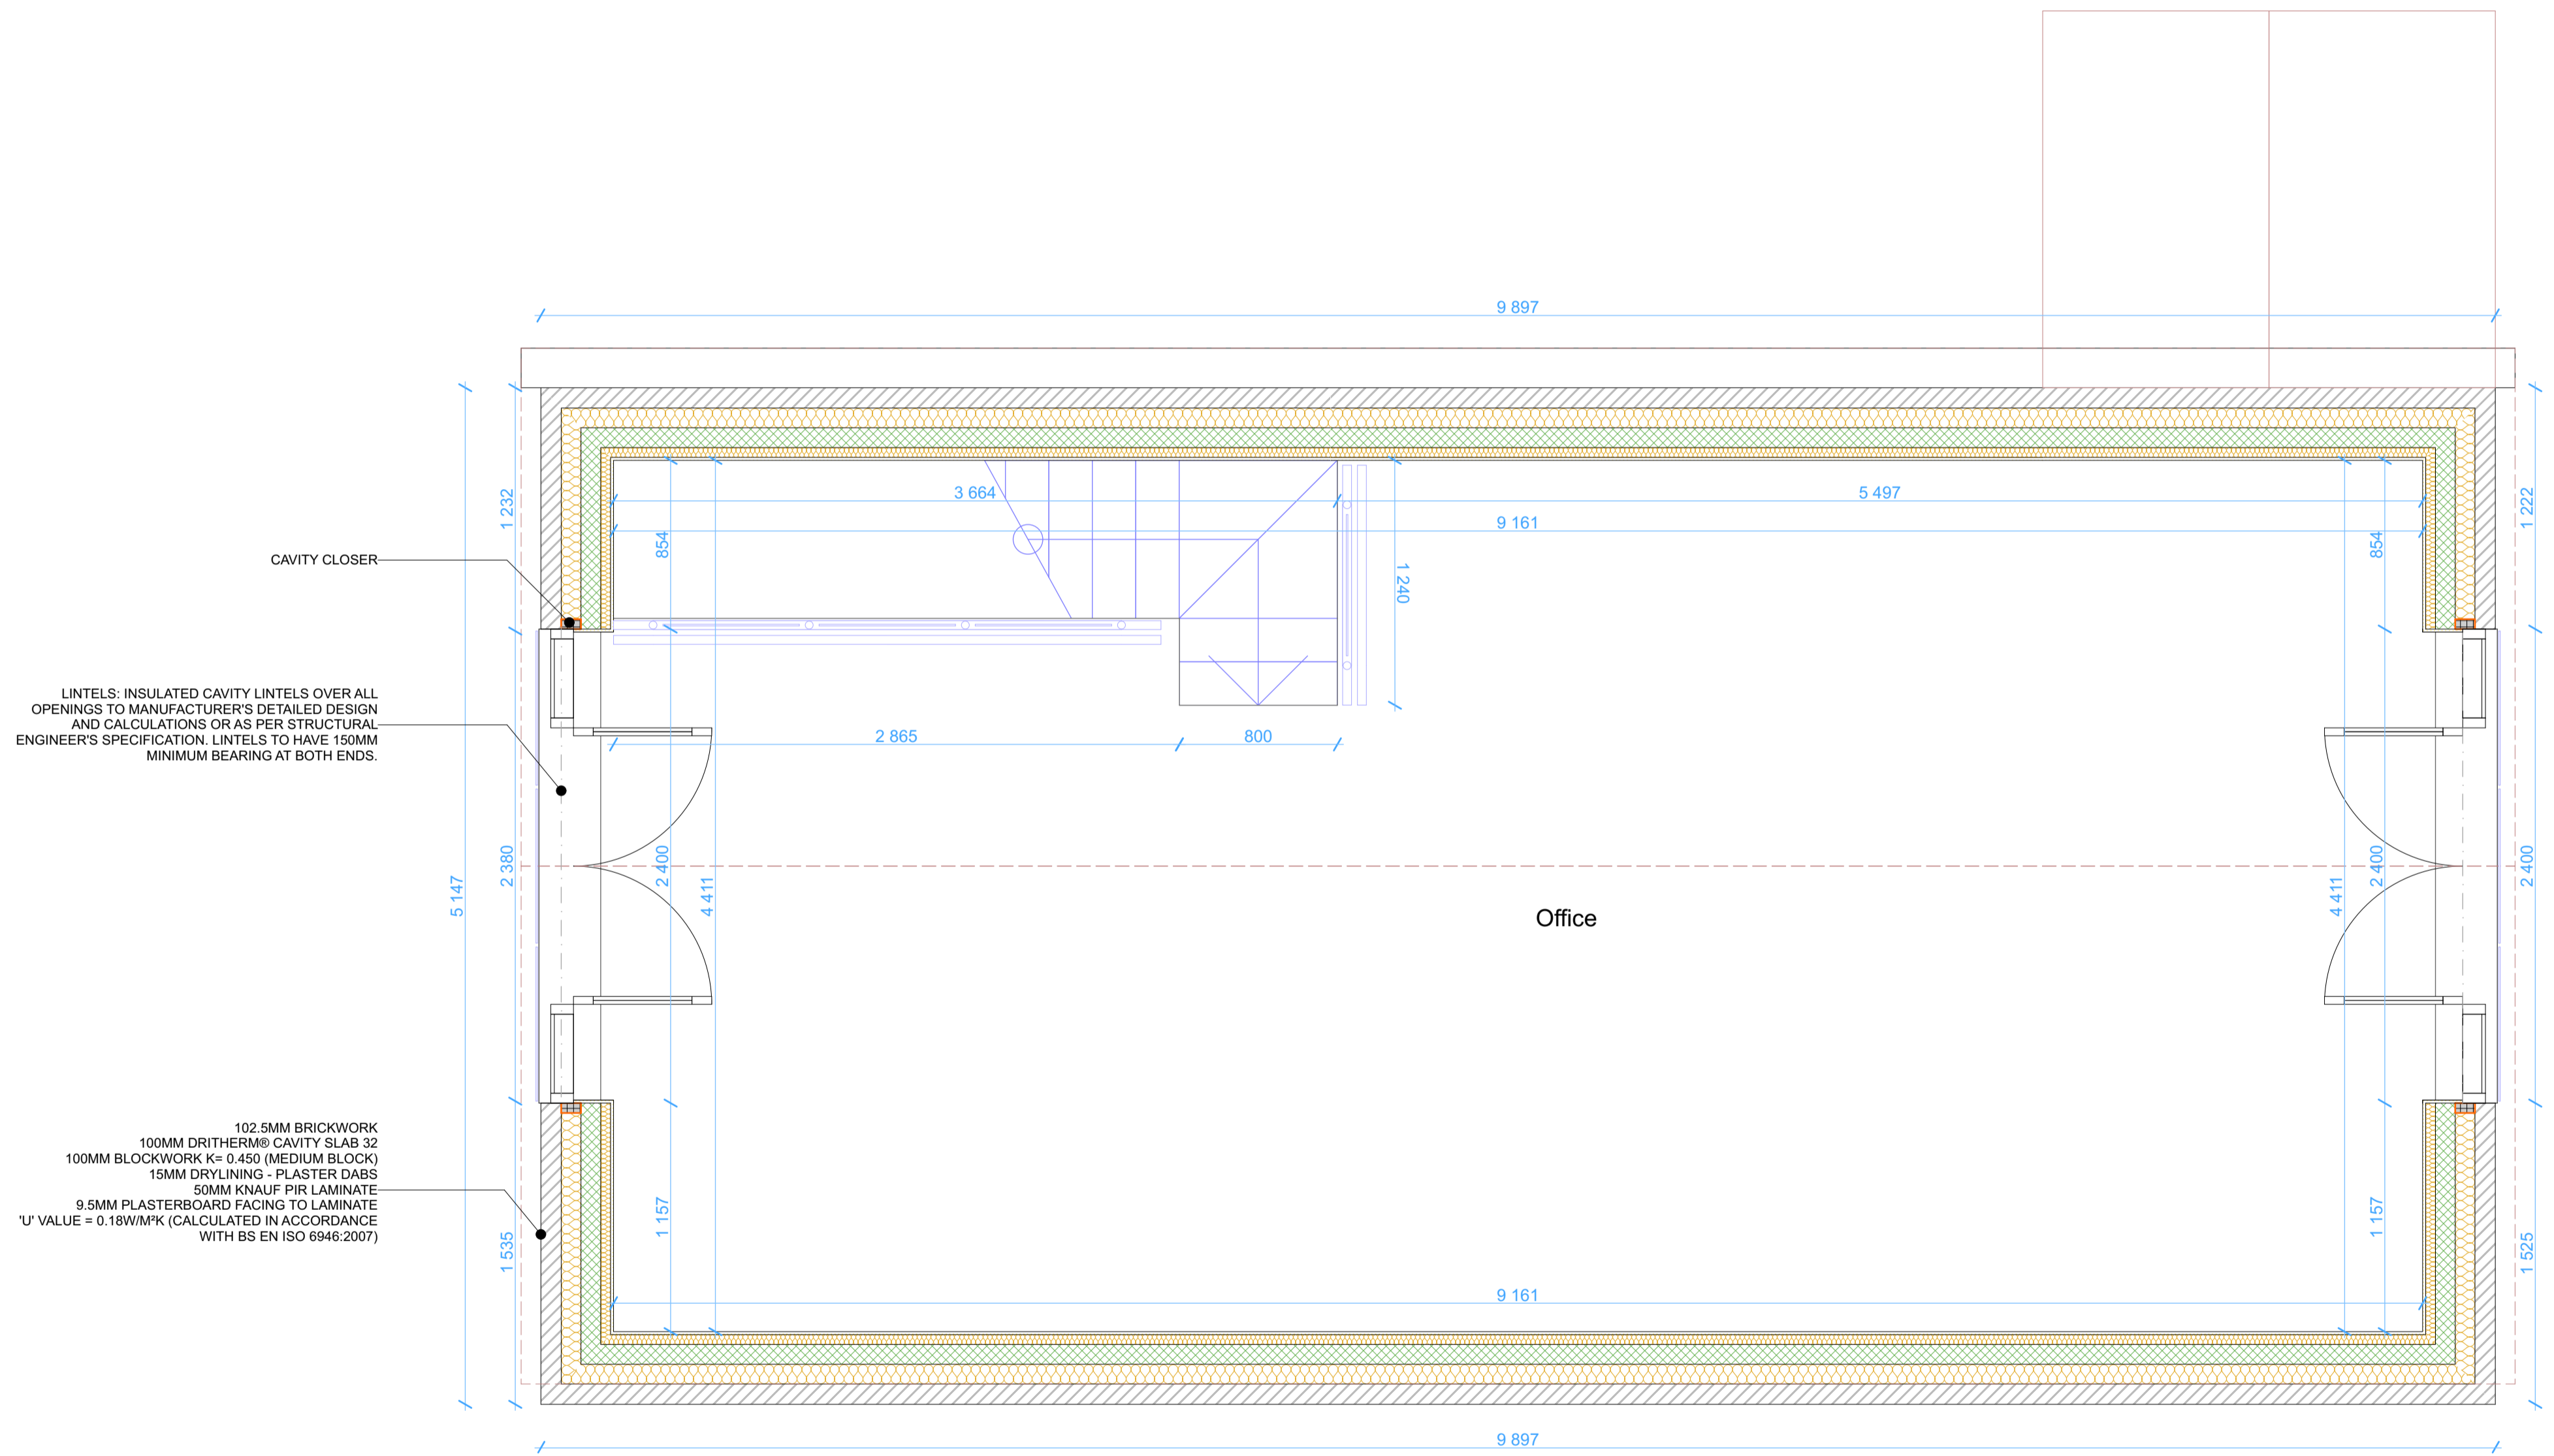 9 897
3 664
5 497
9 161
1 232
854
854
1 222
1 240
CAVITY CLOSER
LINTELS: INSULATED CAVITY LINTELS OVER ALL
OPENINGS TO MANUFACTURER'S DETAILED DESIGN
AND CALCULATIONS OR AS PER STRUCTURAL
ENGINEER'S SPECIFICATION. LINTELS TO HAVE 150MM
MINIMUM BEARING AT BOTH ENDS.
2 865
800
5 147
2 380
2 400
4 411
Office
4 411
2 400
2 400
102.5MM BRICKWORK
100MM DRITHERM® CAVITY SLAB 32
100MM BLOCKWORK K= 0.450 (MEDIUM BLOCK)
15MM DRYLINING - PLASTER DABS
50MM KNAUF PIR LAMINATE
9.5MM PLASTERBOARD FACING TO LAMINATE
'U' VALUE = 0.18W/M²K (CALCULATED IN ACCORDANCE
WITH BS EN ISO 6946:2007)
1 535
1 157
1 157
1 525
9 161
9 897